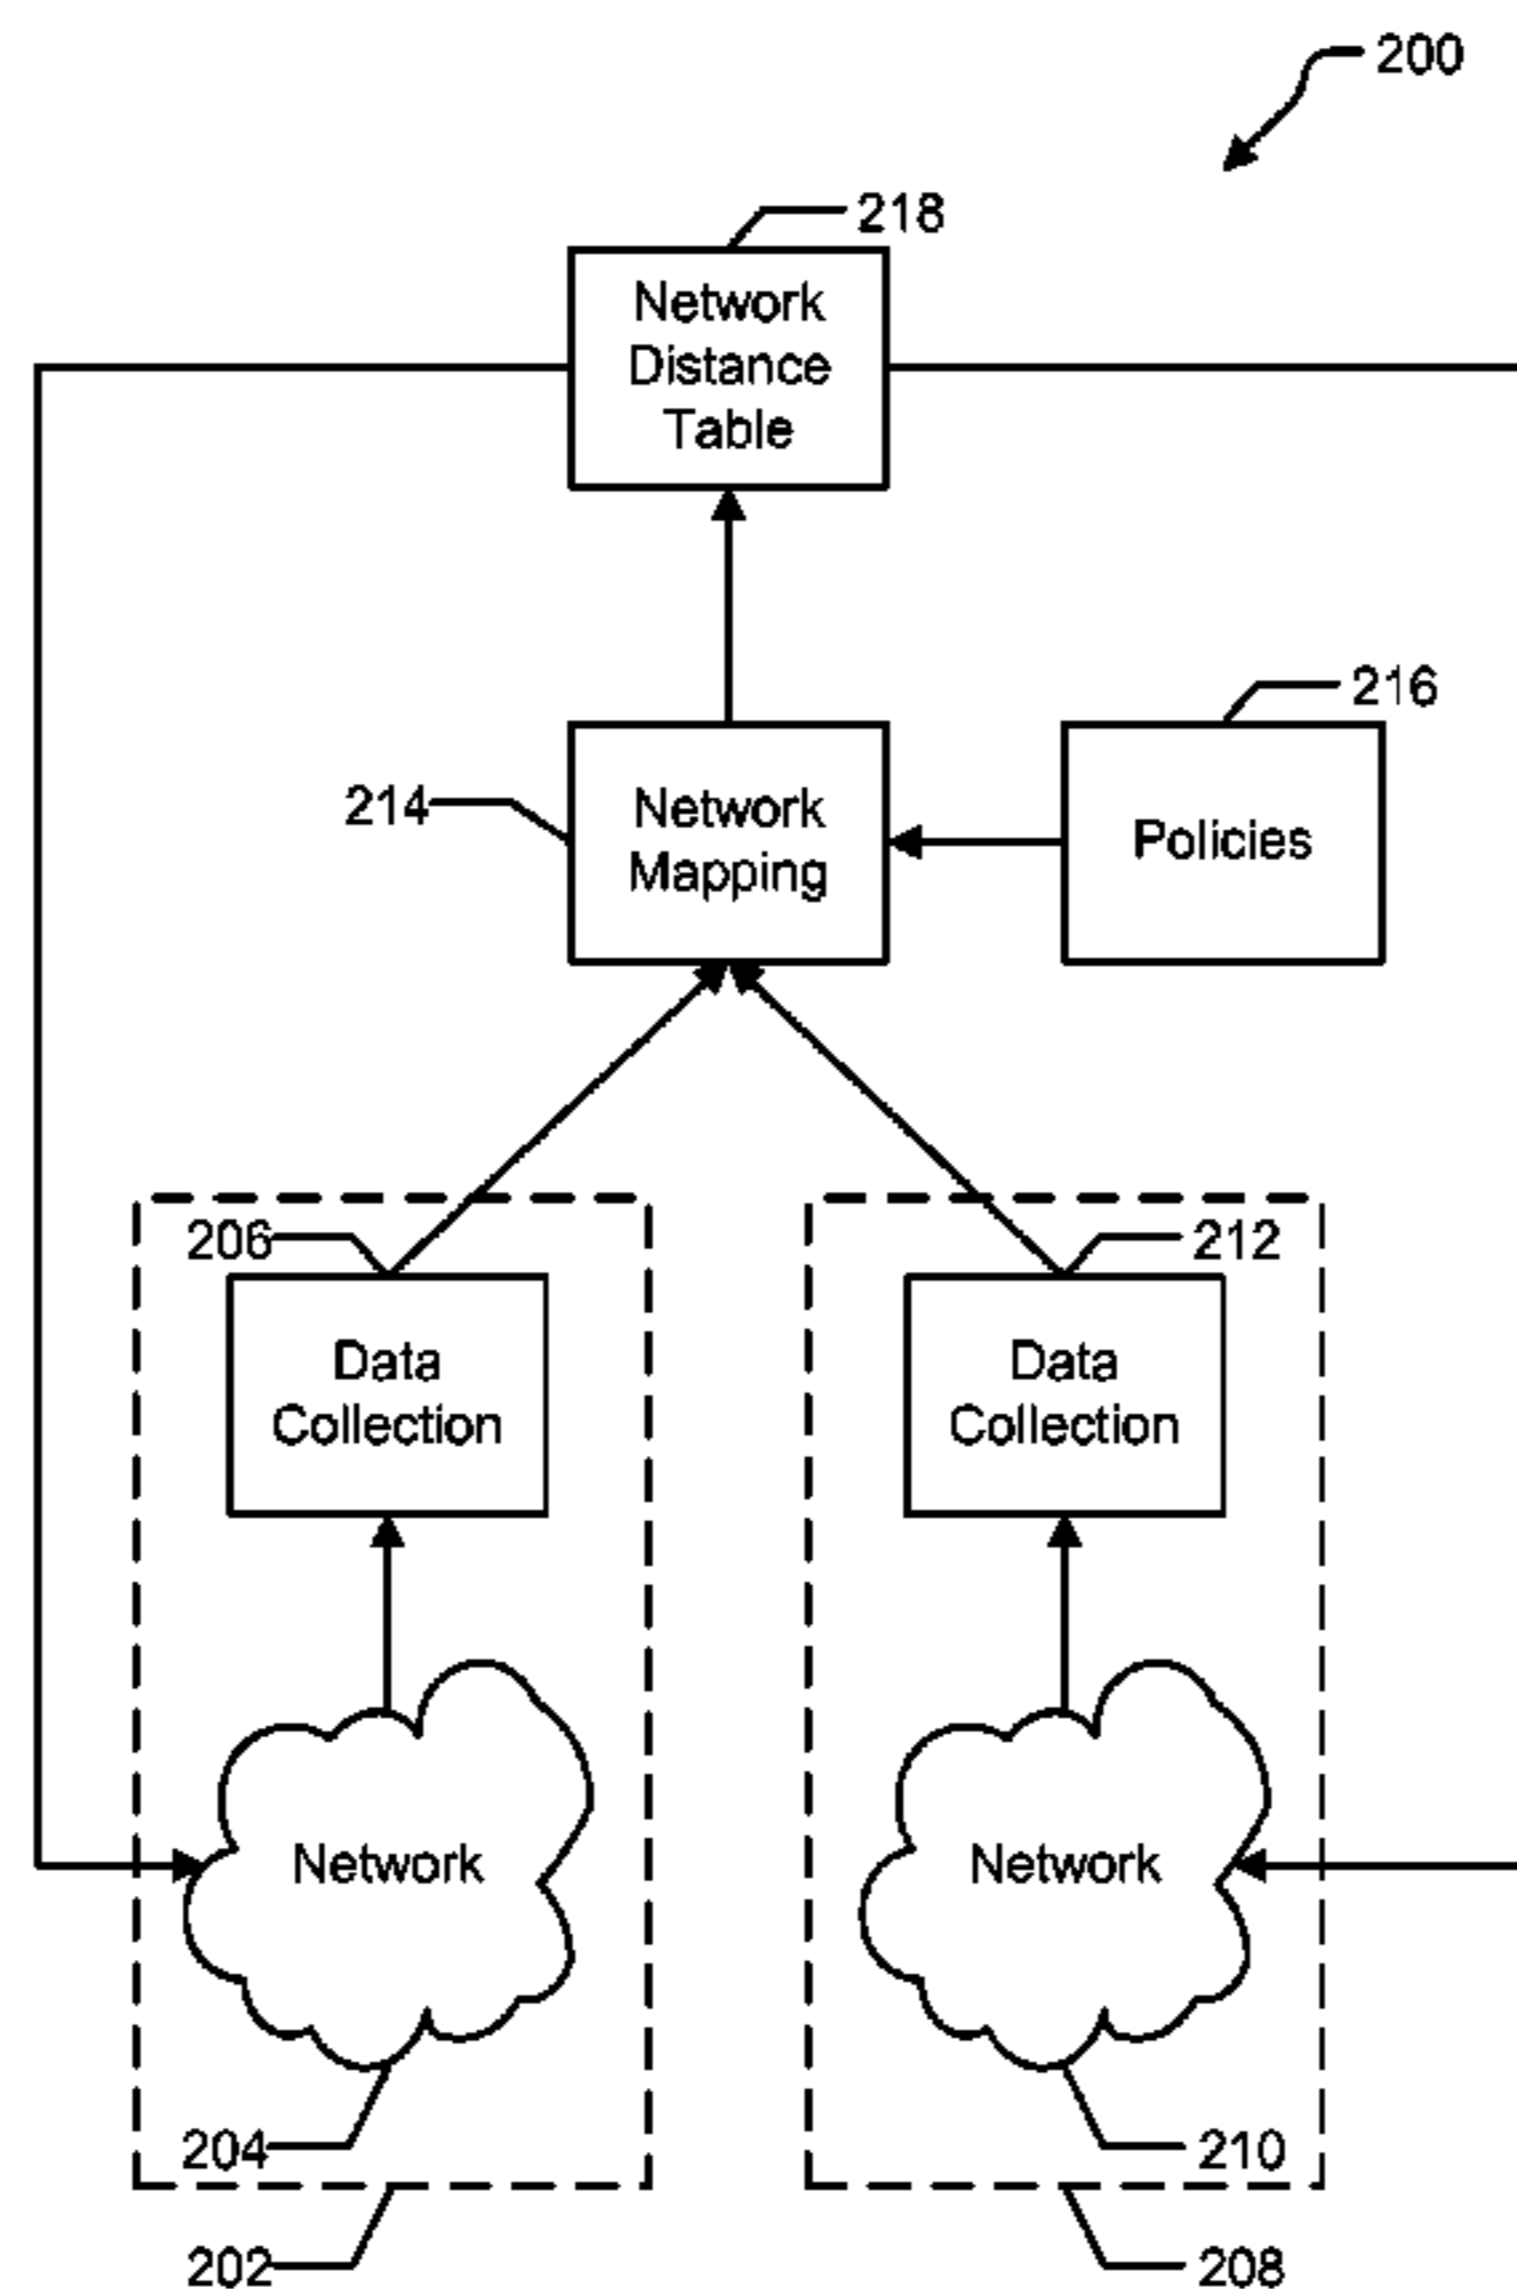 200
218
Network
Distance
Table
216
214
Network
Mapping
Policies
206
212
Data
Collection
Data
Collection
Network
Network
204
210
202
208